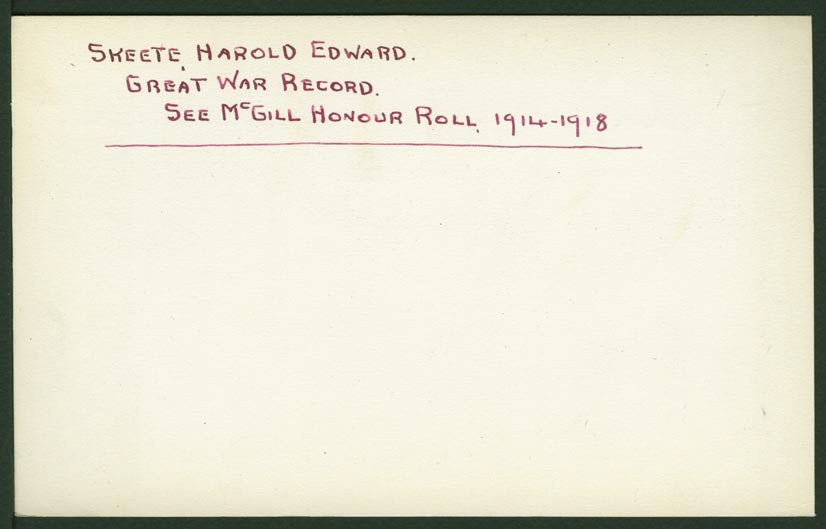 SKEETE, HAROLD EDWARD.
GREAT WAR RECORD.
SEE McGILL HONOUR ROLL, 1914-1918